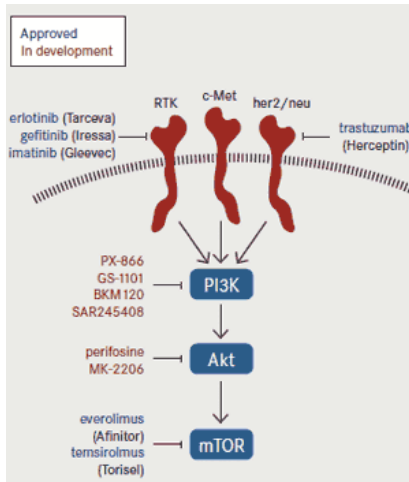 Approved
In development
RTK
c-Met
her2/neu
erlotinib (Tarceva)
gefitinib (Iressa)
imatinib (Gleevec)
trastuzumab
(Herceptin)
PX-866
GS-1101
BKM120
SAR245408
PI3K
perifosine
MK-2206
Akt
everolimus
(Afinitor)
temsirolmus
(Torisel)
mTOR